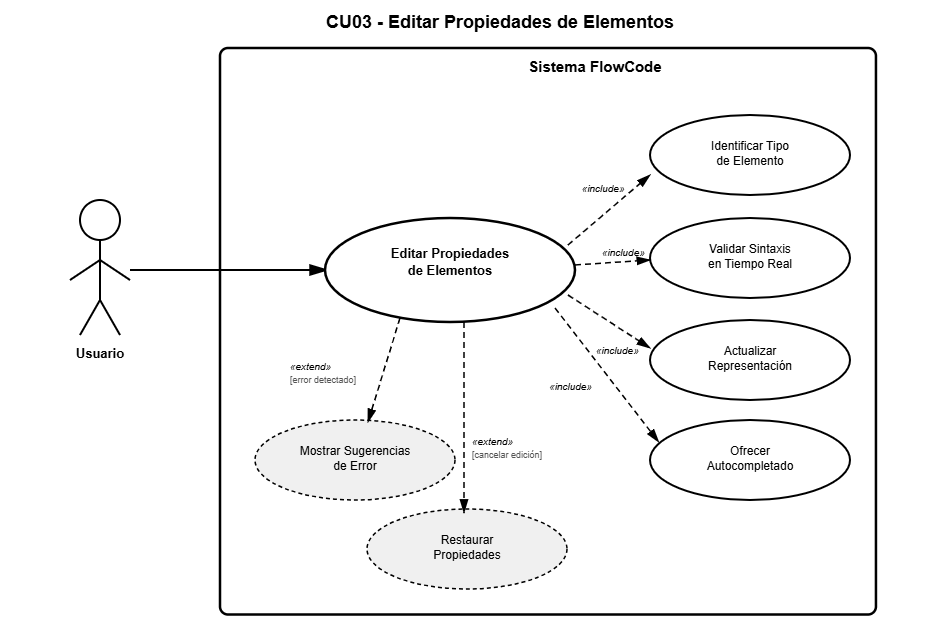 CU03 - Editar Propiedades de Elementos
Sistema FlowCode
Identificar Tipo
de Elemento
«include»
Validar Sintaxis
en Tiempo Real
«include»
Editar Propiedades
de Elementos
Usuario
Actualizar
Representación
«include»
«extend»
[error detectado]
«include»
Mostrar Sugerencias
de Error
«extend»
[cancelar edición]
Ofrecer
Autocompletado
Restaurar
Propiedades